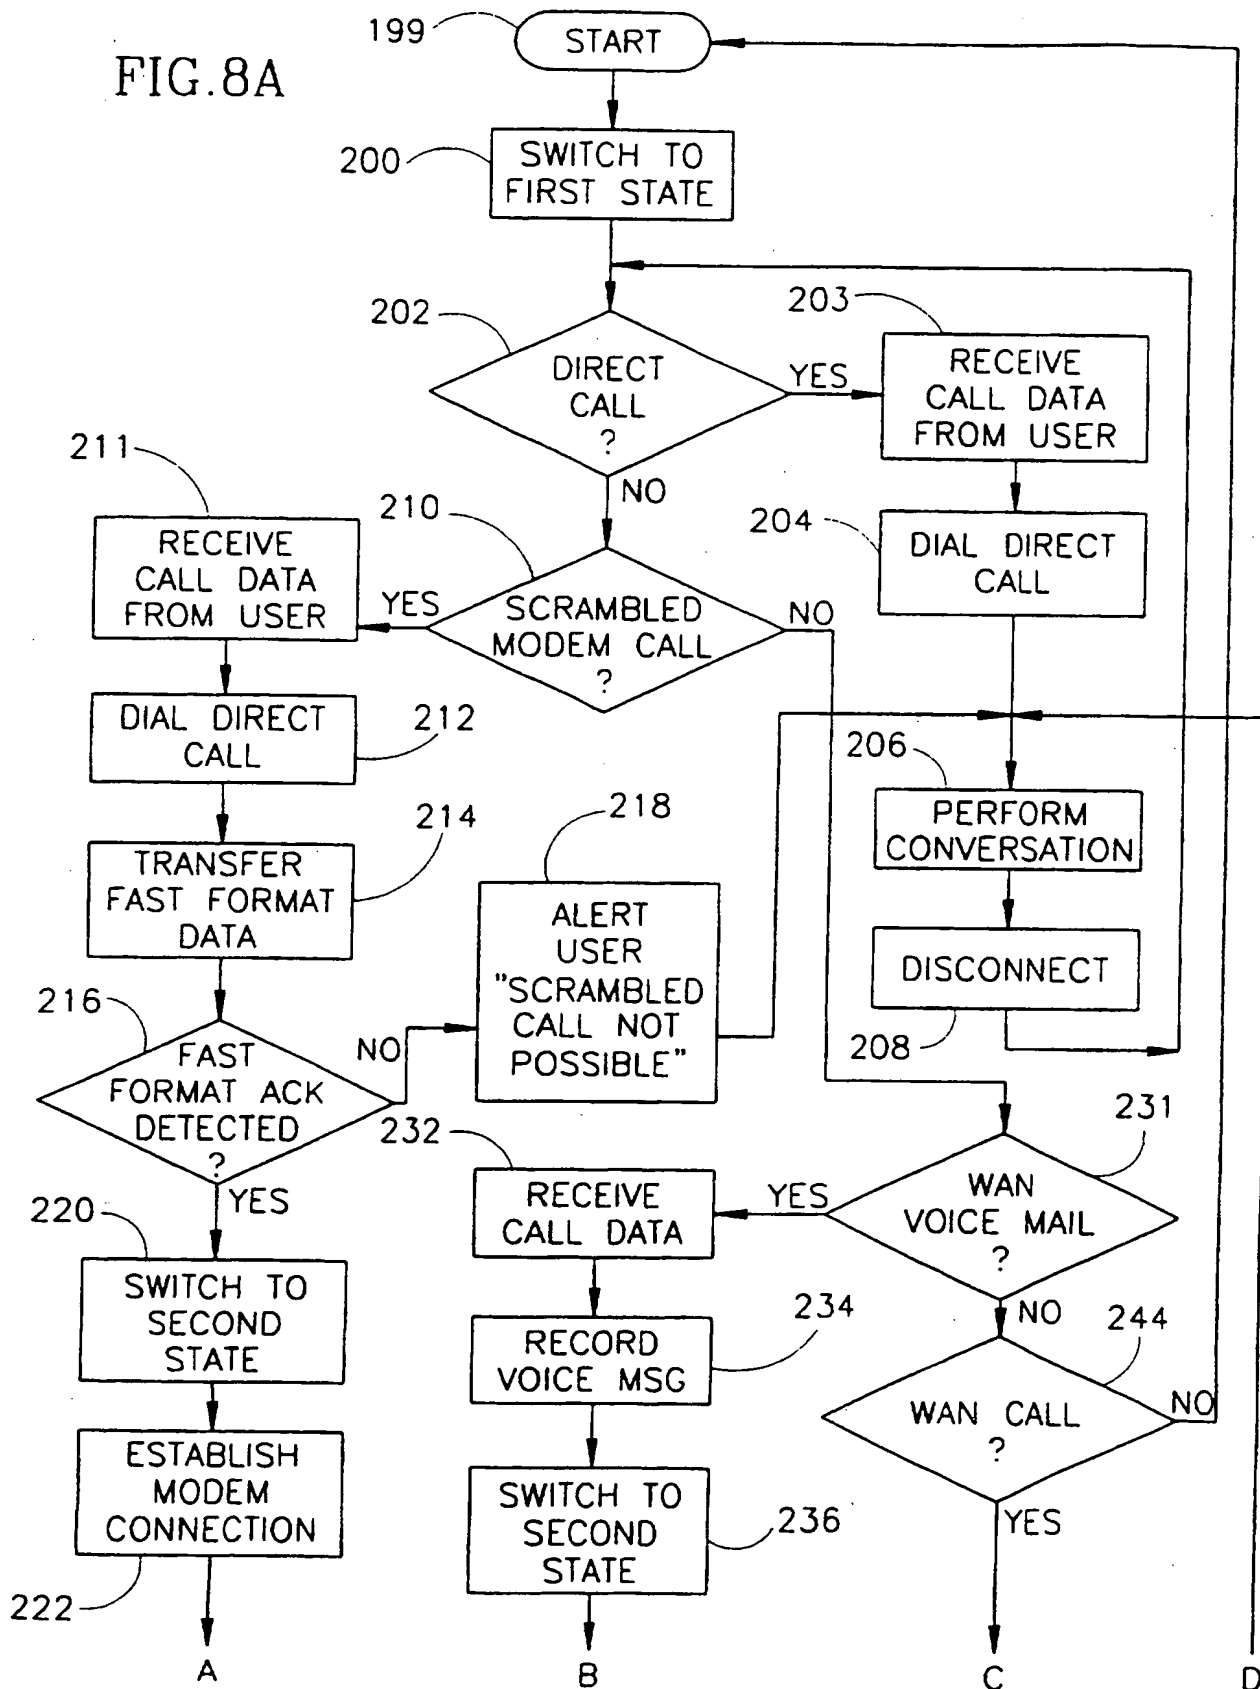 FIG.8A
199
START
200
SWITCH TO
FIRST STATE
202
DIRECT
CALL
?
YES
NO
203
RECEIVE
CALL DATA
FROM USER
204
DIAL DIRECT
CALL
206
PERFORM
CONVERSATION
DISCONNECT
208
210
SCRAMBLED
MODEM CALL
?
YES
NO
211
RECEIVE
CALL DATA
FROM USER
DIAL DIRECT
CALL
212
214
TRANSFER
FAST FORMAT
DATA
216
FAST
FORMAT ACK
DETECTED
?
NO
YES
218
ALERT
USER
"SCRAMBLED
CALL NOT
POSSIBLE"
220
SWITCH TO
SECOND
STATE
ESTABLISH
MODEM
CONNECTION
222
A
231
WAN
VOICE MAIL
?
YES
NO
232
RECEIVE
CALL DATA
234
RECORD
VOICE MSG
SWITCH TO
SECOND
STATE
236
B
244
WAN CALL
?
NO
YES
C
D